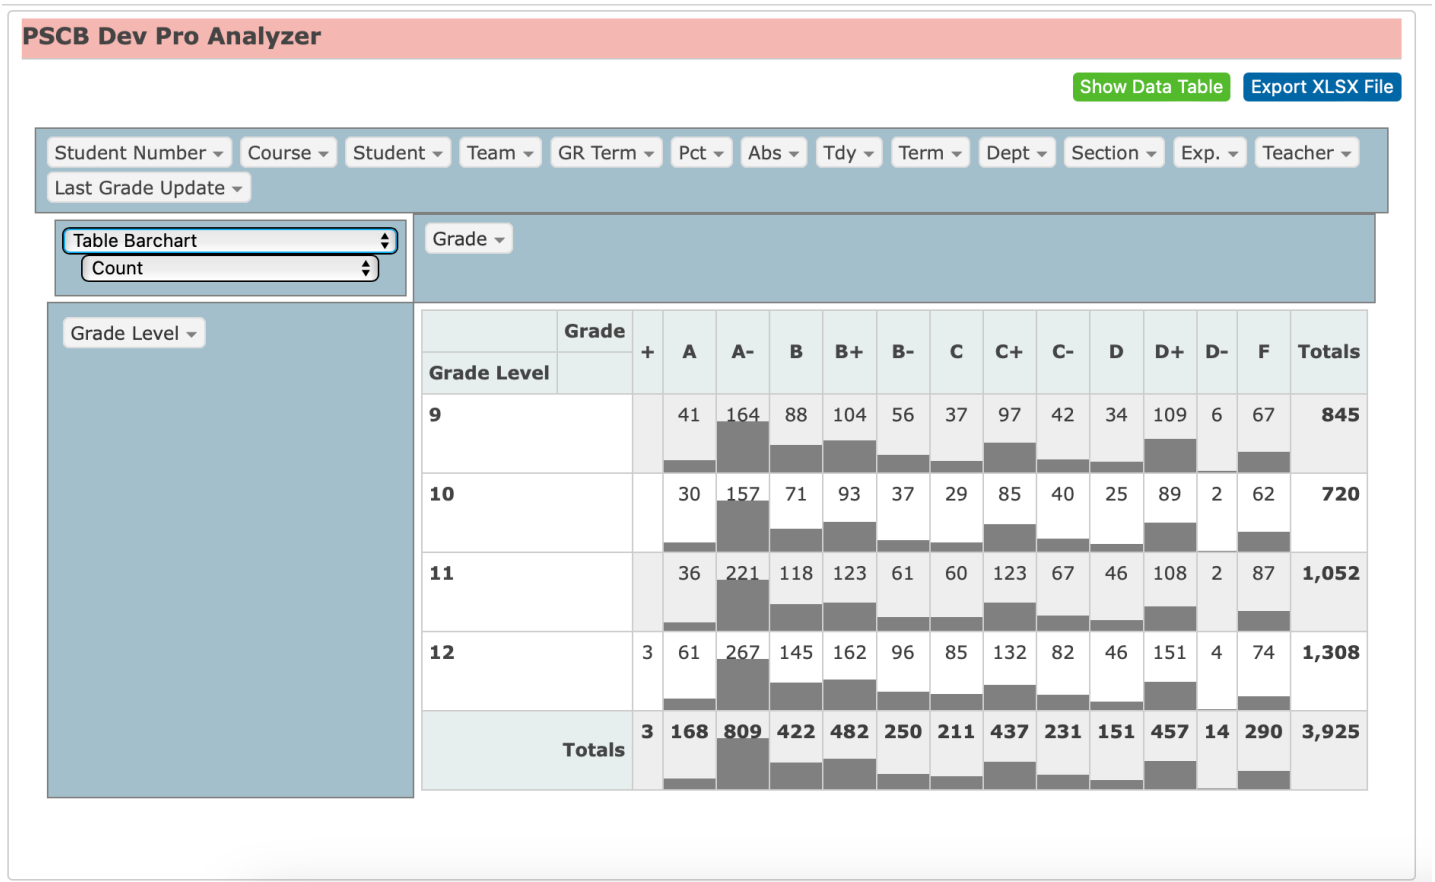 PSCB Dev Pro Analyzer
Show Data Table Export XLSX File
Student Number Course Student Team GR Term Pct Abs Tdy Term Dept Section Exp. Teacher
Last Grade Update
Table Barchart
Count
Grade
Grade Level
Grade
Grade Level
+ A A- B B+ B- C C+ C- D D+ D- F Totals
9 41 164 88 104 56 37 97 42 34 109 6 67 845
10 30 157 71 93 37 29 85 40 25 89 2 62 720
11 36 221 118 123 61 60 123 67 46 108 2 87 1,052
12 3 61 267 145 162 96 85 132 82 46 151 4 74 1,308
Totals 3 168 809 422 482 250 211 437 231 151 457 14 290 3,925